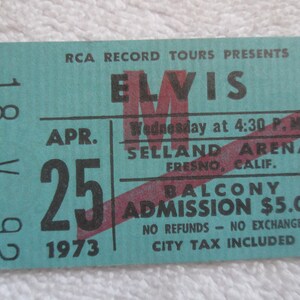 18 V 92
RCA RECORD TOURS PRESENTS
ELVIS
M
APR.
25
1973
Wednesday at 4:30 P.M
SELLAND ARENA
FRESNO, CALIF.
BALCONY
ADMISSION $5.0
NO REFUNDS - NO EXCHANGE
CITY TAX INCLUDED